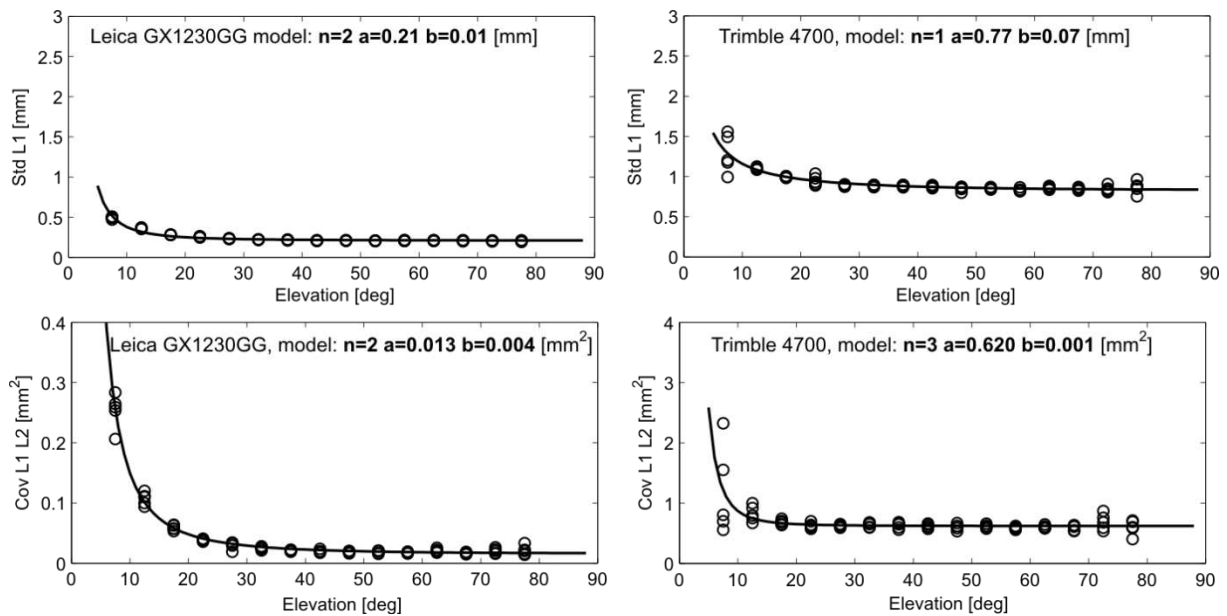 Leica GX1230GG model: n=2 a=0.21 b=0.01 [mm]
Std L1 [mm]
3
2.5
2
1.5
1
0.5
0
0 10 20 30 40 50 60 70 80 90
Elevation [deg]
Trimble 4700, model: n=1 a=0.77 b=0.07 [mm]
Std L1 [mm]
3
2.5
2
1.5
1
0.5
0
0 10 20 30 40 50 60 70 80 90
Elevation [deg]
Leica GX1230GG, model: n=2 a=0.013 b=0.004 [mm²]
Cov L1 L2 [mm²]
0.4
0.3
0.2
0.1
0
0 10 20 30 40 50 60 70 80 90
Elevation [deg]
Trimble 4700, model: n=3 a=0.620 b=0.001 [mm²]
Cov L1 L2 [mm²]
4
3
2
1
0
0 10 20 30 40 50 60 70 80 90
Elevation [deg]